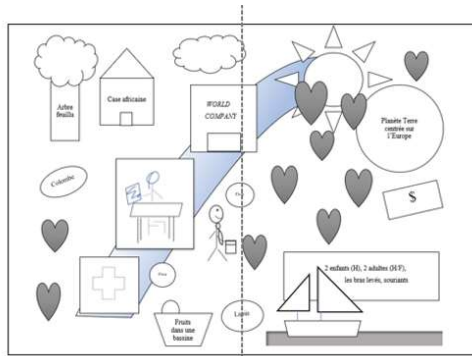 Arbre
feuillu
Case africaine
WORLD
COMPANY
Planète Terre
centrée sur
l'Europe
Colombe
$
2 enfants (H), 2 adultes (H/F),
les bras levés, souriants
Fruits
dans une
bassine
Lapin